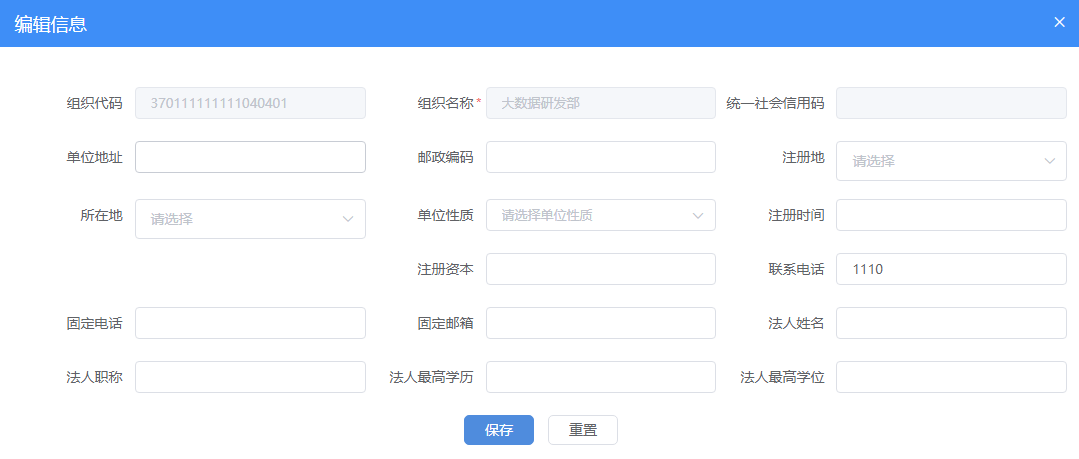 编辑信息 ×
组织代码 370111111111040401 组织名称* 大数据研发部 统一社会信用码
单位地址 邮政编码 注册地 请选择
所在地 请选择 单位性质 请选择单位性质 注册时间
注册资本 联系电话 1110
固定电话 固定邮箱 法人姓名
法人职称 法人最高学历 法人最高学位
保存 重置